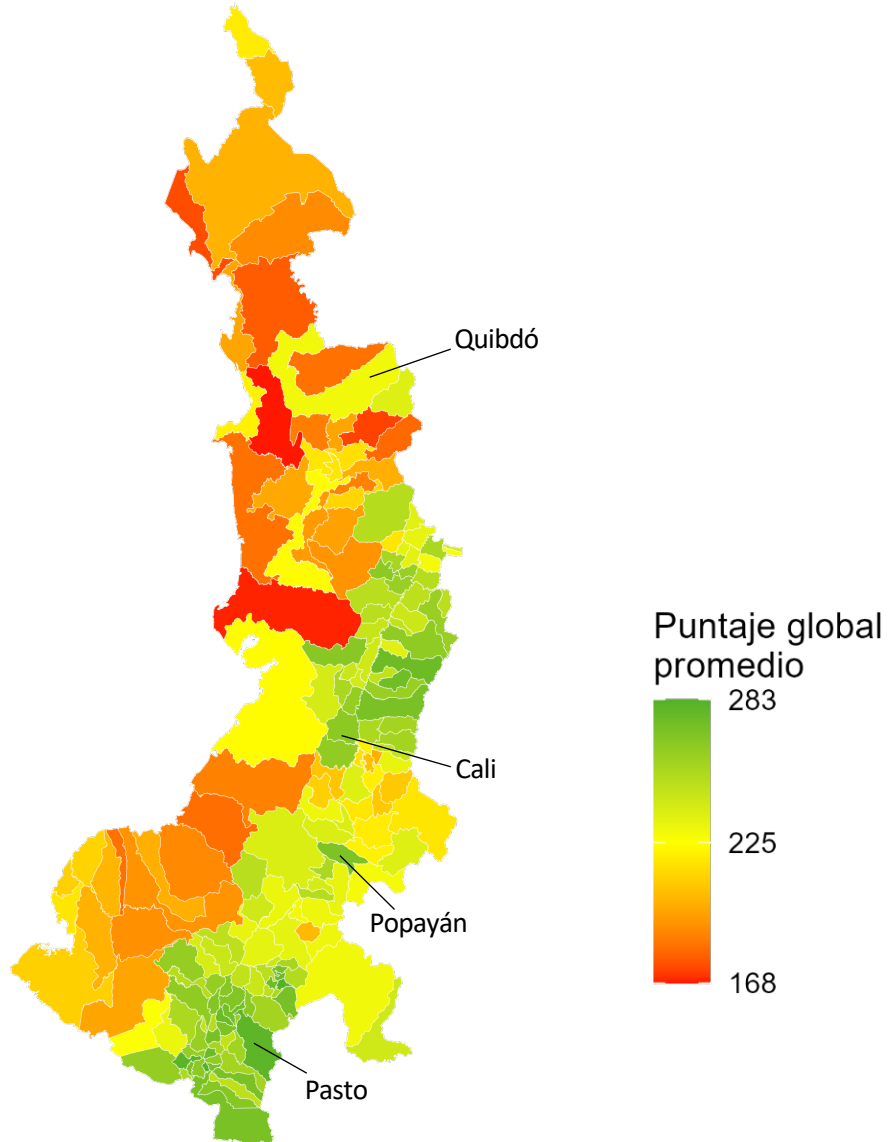 Quibdó
Puntaje global
promedio
283
Cali
225
Popayán
168
Pasto